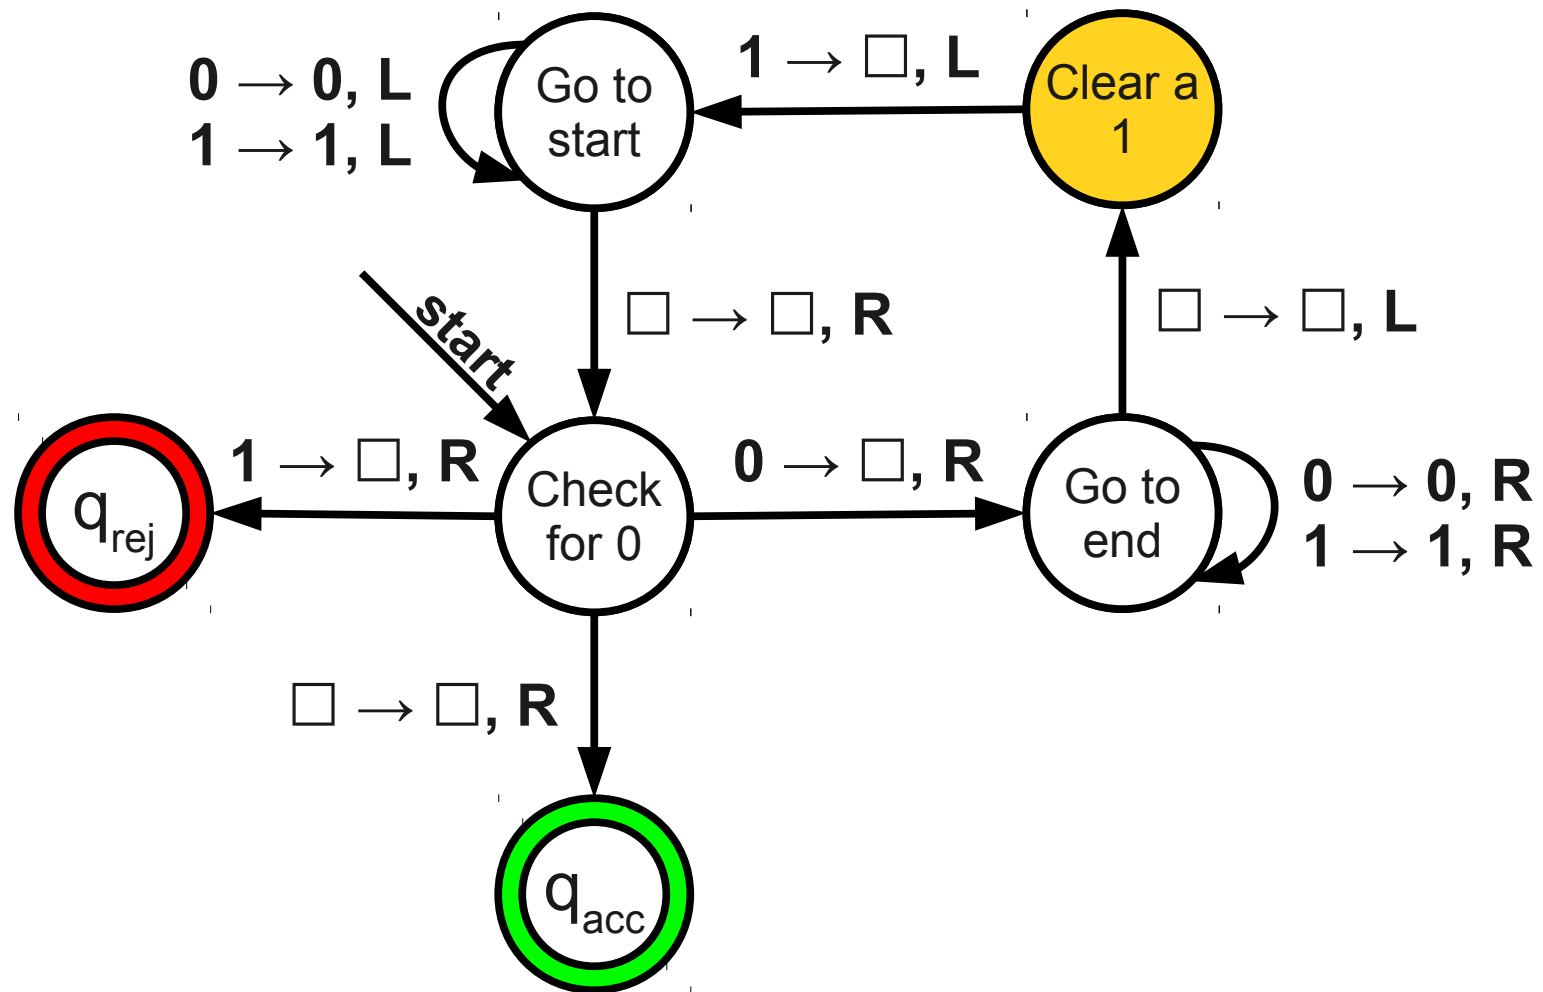 1 → □, L
Go to
start
Clear a
1
0 → 0, L
1 → 1, L
□ → □, R
□ → □, L
start
1 → □, R
0 → □, R
q_rej
Check
for 0
Go to
end
0 → 0, R
1 → 1, R
□ → □, R
q_acc